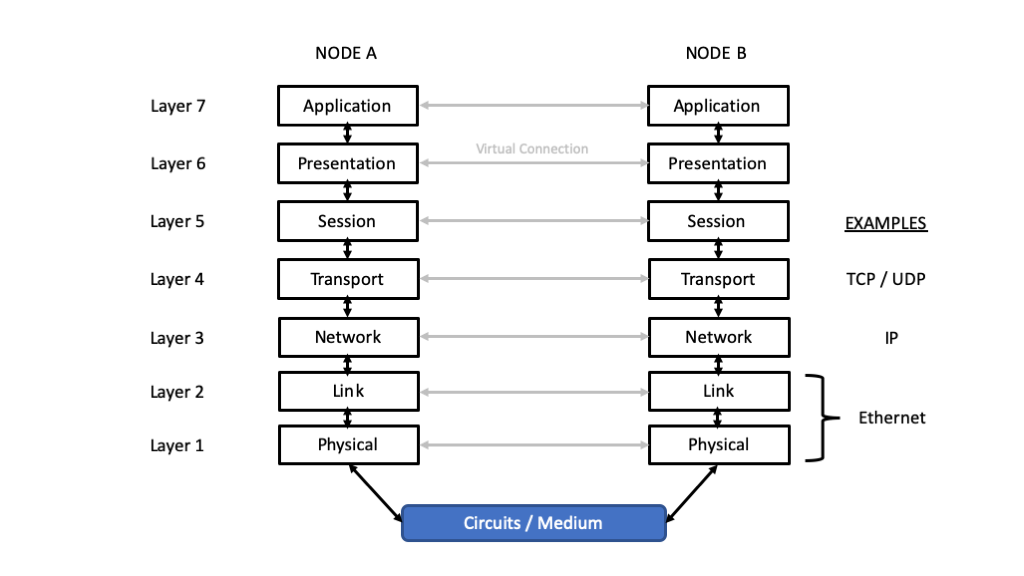 NODE A
NODE B
Layer 7
Application
Application
Virtual Connection
Layer 6
Presentation
Presentation
Layer 5
Session
Session
EXAMPLES
Layer 4
Transport
Transport
TCP / UDP
Layer 3
Network
Network
IP
Layer 2
Link
Link
Ethernet
Layer 1
Physical
Physical
Circuits / Medium